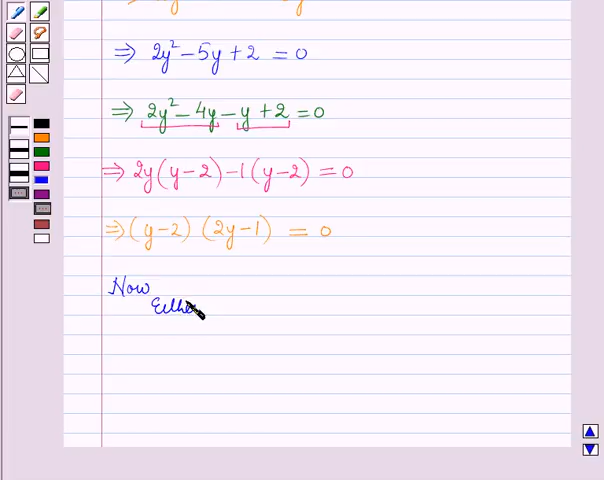 ⇒ 2y² - 5y + 2 = 0
⇒ 2y² - 4y - y + 2 = 0
⇒ 2y (y - 2) - 1 (y - 2) = 0
⇒ (y - 2) (2y - 1) = 0
Now